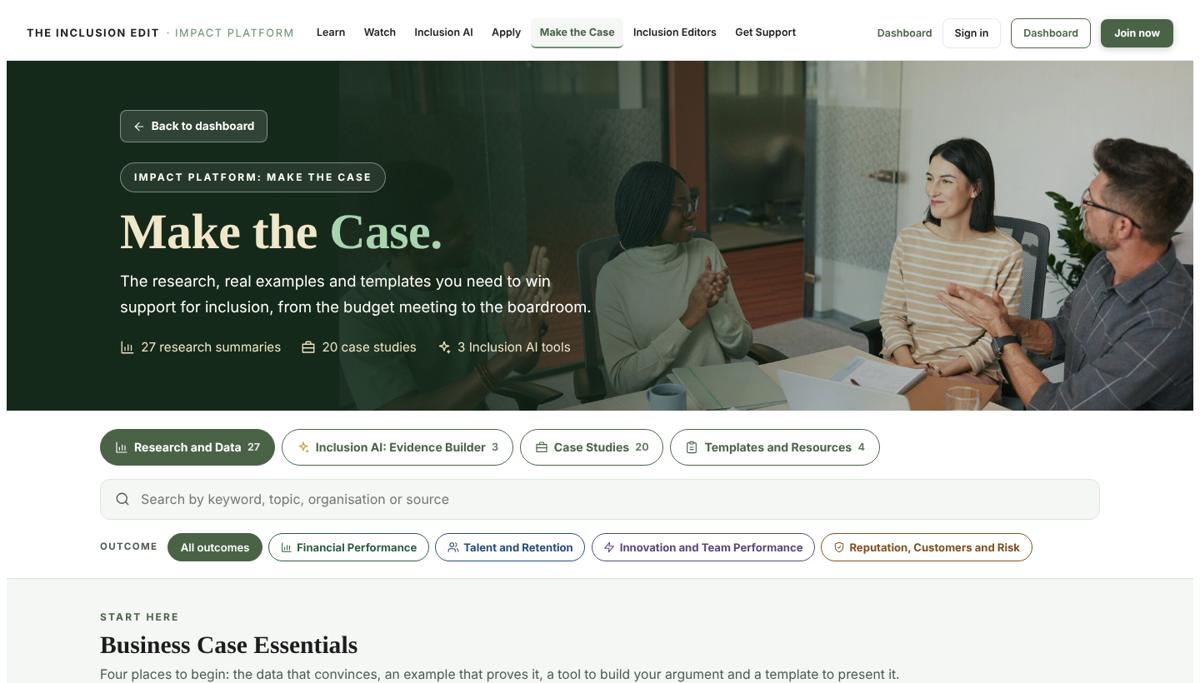 THE INCLUSION EDIT · IMPACT PLATFORM
Learn
Watch
Inclusion AI
Apply
Make the Case
Inclusion Editors
Get Support
Dashboard
Sign in
Dashboard
Join now
Back to dashboard
IMPACT PLATFORM: MAKE THE CASE
Make the Case.
The research, real examples and templates you need to win
support for inclusion, from the budget meeting to the boardroom.
27 research summaries
20 case studies
3 Inclusion AI tools
Research and Data 27
Inclusion AI: Evidence Builder 3
Case Studies 20
Templates and Resources 4
Search by keyword, topic, organisation or source
OUTCOME
All outcomes
Financial Performance
Talent and Retention
Innovation and Team Performance
Reputation, Customers and Risk
START HERE
Business Case Essentials
Four places to begin: the data that convinces, an example that proves it, a tool to build your argument and a template to present it.